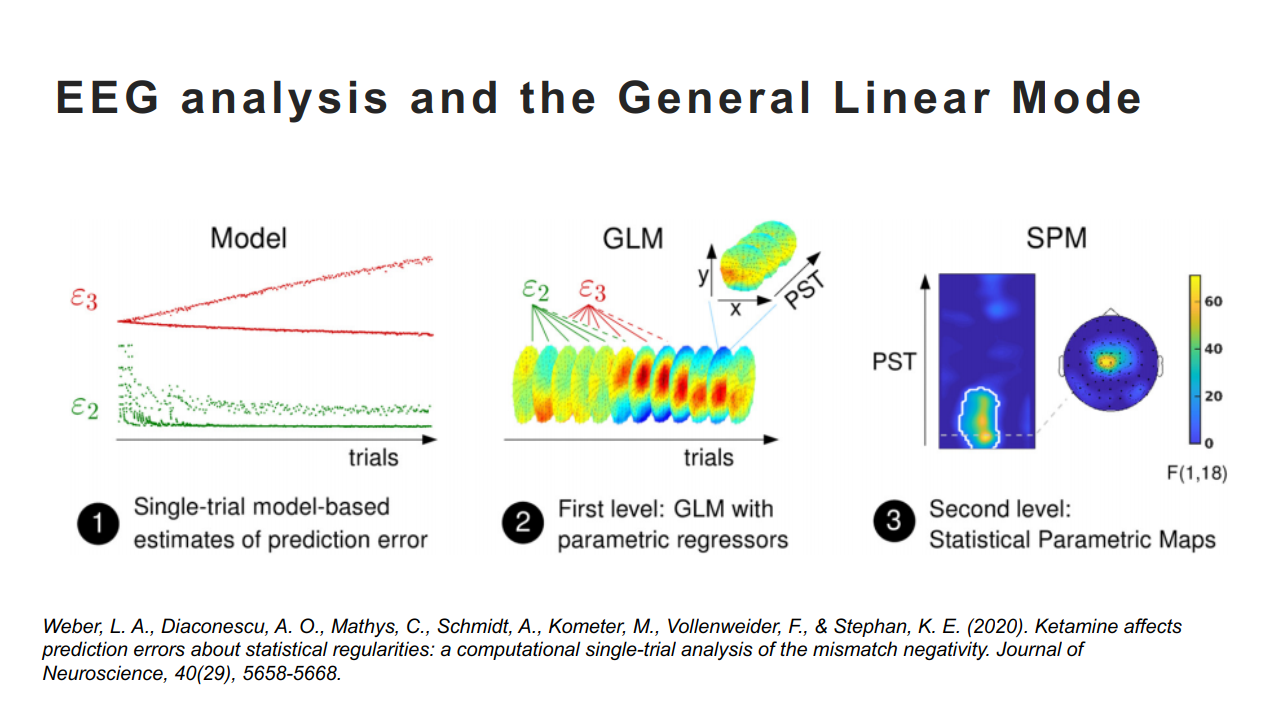 EEG analysis and the General Linear Mode
Model
ε3
ε2
trials
1
Single-trial model-based
estimates of prediction error
GLM
ε2
ε3
y
x
PST
trials
2
First level: GLM with
parametric regressors
SPM
PST
60
40
20
0
F(1,18)
3
Second level:
Statistical Parametric Maps
Weber, L. A., Diaconescu, A. O., Mathys, C., Schmidt, A., Kometer, M., Vollenweider, F., & Stephan, K. E. (2020). Ketamine affects
prediction errors about statistical regularities: a computational single-trial analysis of the mismatch negativity. Journal of
Neuroscience, 40(29), 5658-5668.